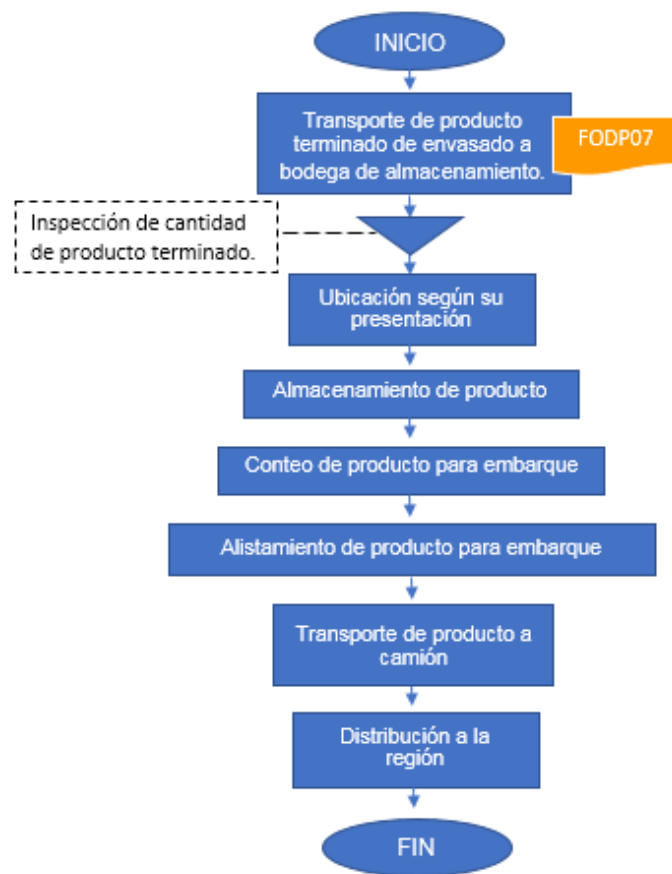 INICIO
Transporte de producto
terminado de envasado a
bodega de almacenamiento.
FODP07
Inspección de cantidad
de producto terminado.
Ubicación según su
presentación
Almacenamiento de producto
Conteo de producto para embarque
Alistamiento de producto para embarque
Transporte de producto a
camión
Distribución a la
región
FIN